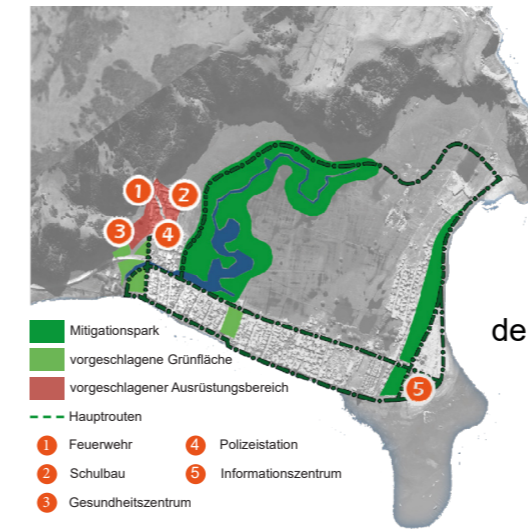 1
2
3
4
de
5
Mitigationspark
vorgeschlagene Grünfläche
vorgeschlagener Ausrüstungsbereich
Hauptrouten
1 Feuerwehr 4 Polizeistation
2 Schulbau 5 Informationszentrum
3 Gesundheitszentrum